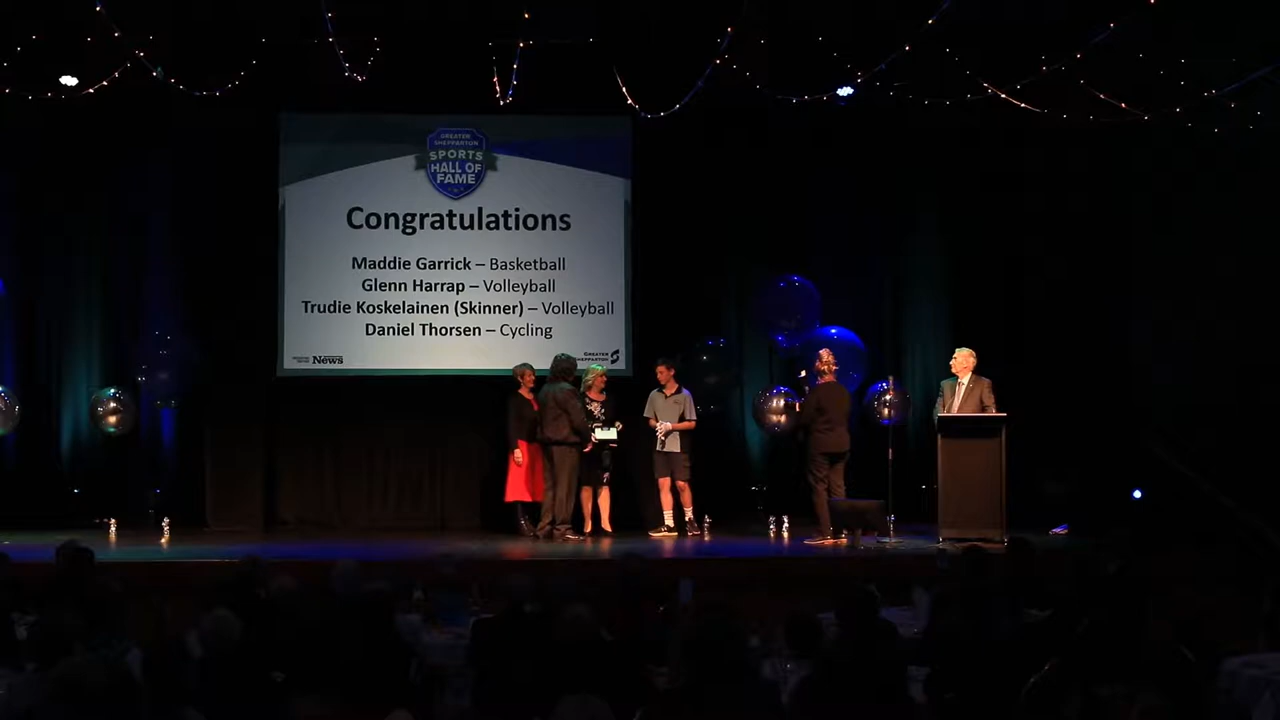 GREATER
SHEPPARTON
SPORTS
HALL OF
FAME
Congratulations
Maddie Garrick – Basketball
Glenn Harrap – Volleyball
Trudie Koskelainen (Skinner) – Volleyball
Daniel Thorsen – Cycling
News
GREATER
SHEPPARTON